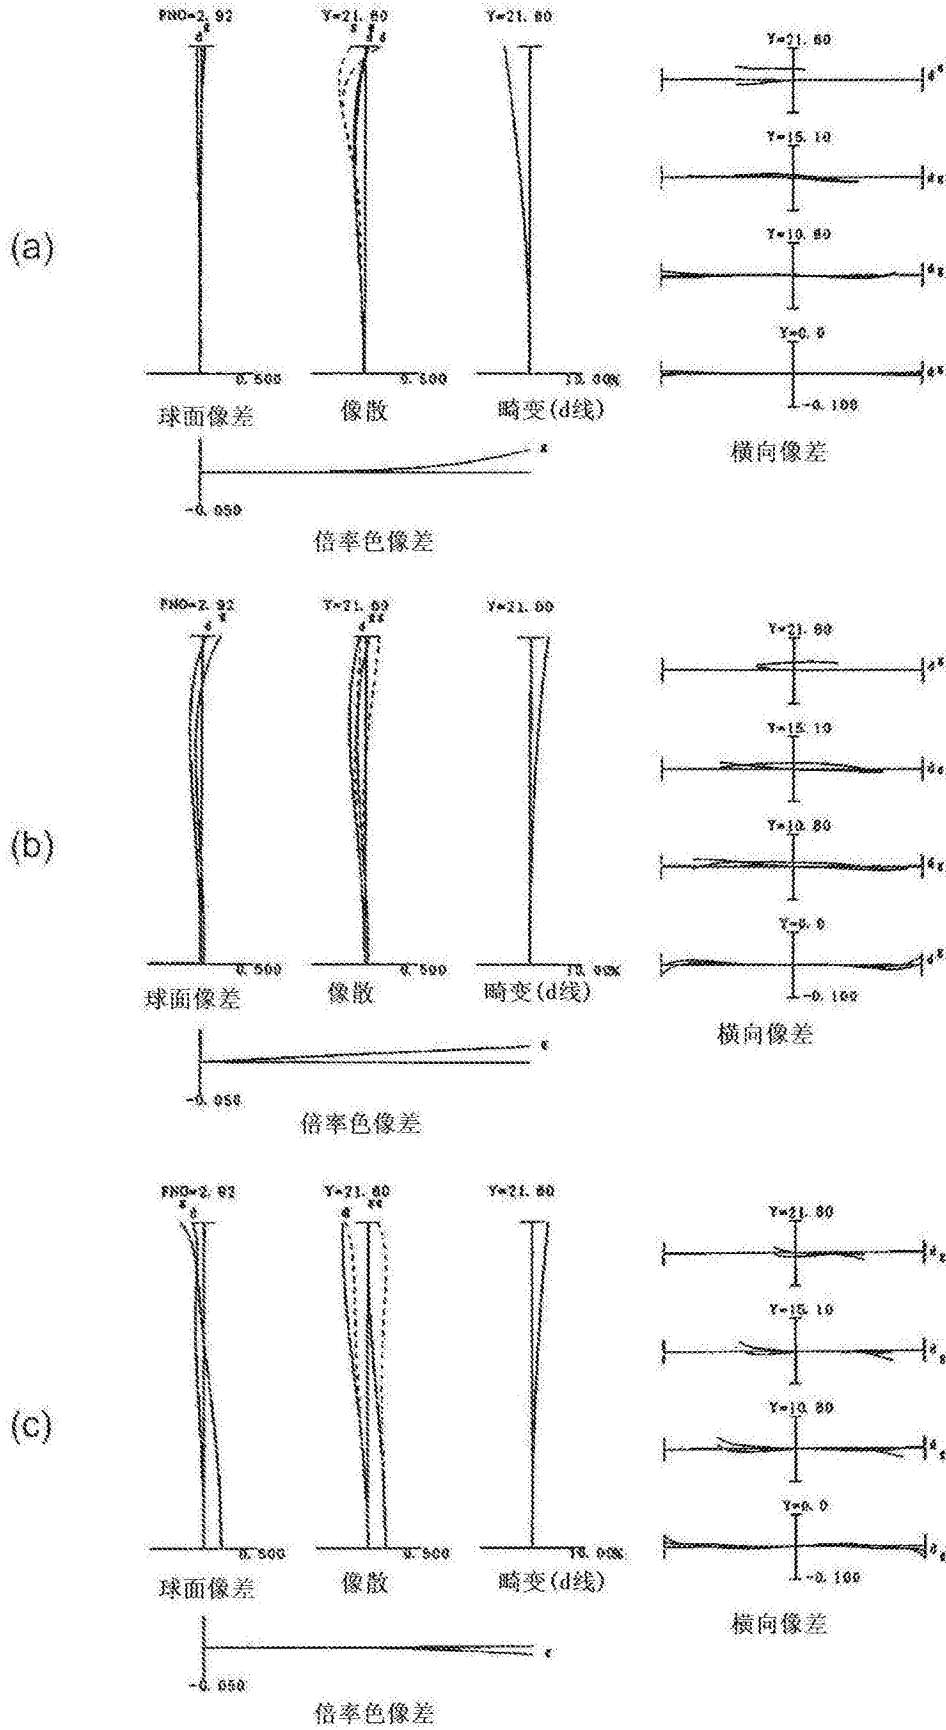 (a)
FNO=2.92
Y=21.60
Y=21.60
g
d
g
g
d
0.500
0.500
10.00%
球面像差
像散
畸变(d线)
g
-0.050
倍率色像差
Y=21.60
d g
Y=15.10
d g
Y=10.80
d g
Y=0.0
d g
-0.100
横向像差
(b)
FNO=2.92
Y=21.60
Y=21.60
d g
d g g
0.500
0.500
10.00%
球面像差
像散
畸变(d线)
g
-0.050
倍率色像差
Y=21.60
d g
Y=15.10
d g
Y=10.80
d g
Y=0.0
d g
-0.100
横向像差
(c)
FNO=2.92
Y=21.60
Y=21.60
g d
0.500
0.500
10.00%
球面像差
像散
畸变(d线)
g
-0.050
倍率色像差
Y=21.60
d g
Y=15.10
d g
Y=10.80
d g
Y=0.0
d g
-0.100
横向像差